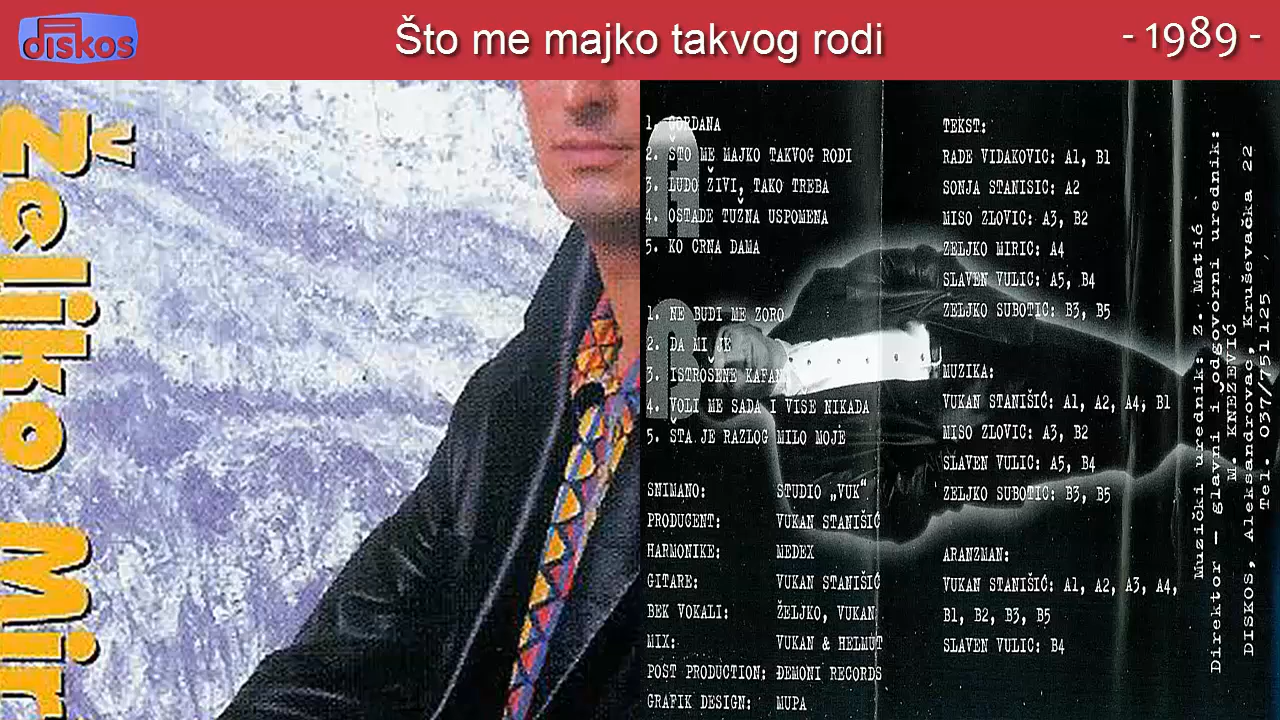 diskos
Što me majko takvog rodi
- 1989 -
Željko Mir
1. GORDANA
2. ŠTO ME MAJKO TAKVOG RODI
3. LUDO ŽIVI, TAKO TREBA
4. OSTADE TUŽNA USPOMENA
5. KO CRNA DAMA
1. NE BUDI ME ZORO
2. DA MI JE
3. ISTROŠENE KAFANE
4. VOLI ME SADA I VISE NIKADA
5. ŠTA JE RAZLOG MILO MOJE
SNIMANO: STUDIO „VUK“
PRODUCENT: VUKAN STANIŠIĆ
HARMONIKE: MEDEX
GITARE: VUKAN STANIŠIĆ
BEK VOKALI: ŽELJKO, VUKAN
MIX: VUKAN & HELMUT
POST PRODUCTION: ĐEMONI RECORDS
GRAFIK DESIGN: MUPA
TEKST:
RADE VIDAKOVIC: A1, B1
SONJA STANISIC: A2
MISO ZLOVIC: A3, B2
ZELJKO MIRIC: A4
SLAVEN VULIC: A5, B4
ZELJKO SUBOTIC: B3, B5
MUZIKA:
VUKAN STANIŠIĆ: A1, A2, A4, B1
MISO ZLOVIC: A3, B2
SLAVEN VULIC: A5, B4
ZELJKO SUBOTIC: B3, B5
ARANZMAN:
VUKAN STANIŠIĆ: A1, A2, A3, A4,
B1, B2, B3, B5
SLAVEN VULIC: B4
Muzički urednik: Z. Matić
Direktor — glavni i odgovorni urednik:
M. KNEZEVIĆ
DISKOS, Aleksandrovac, Kruševačka 22
Tel. 037/751125